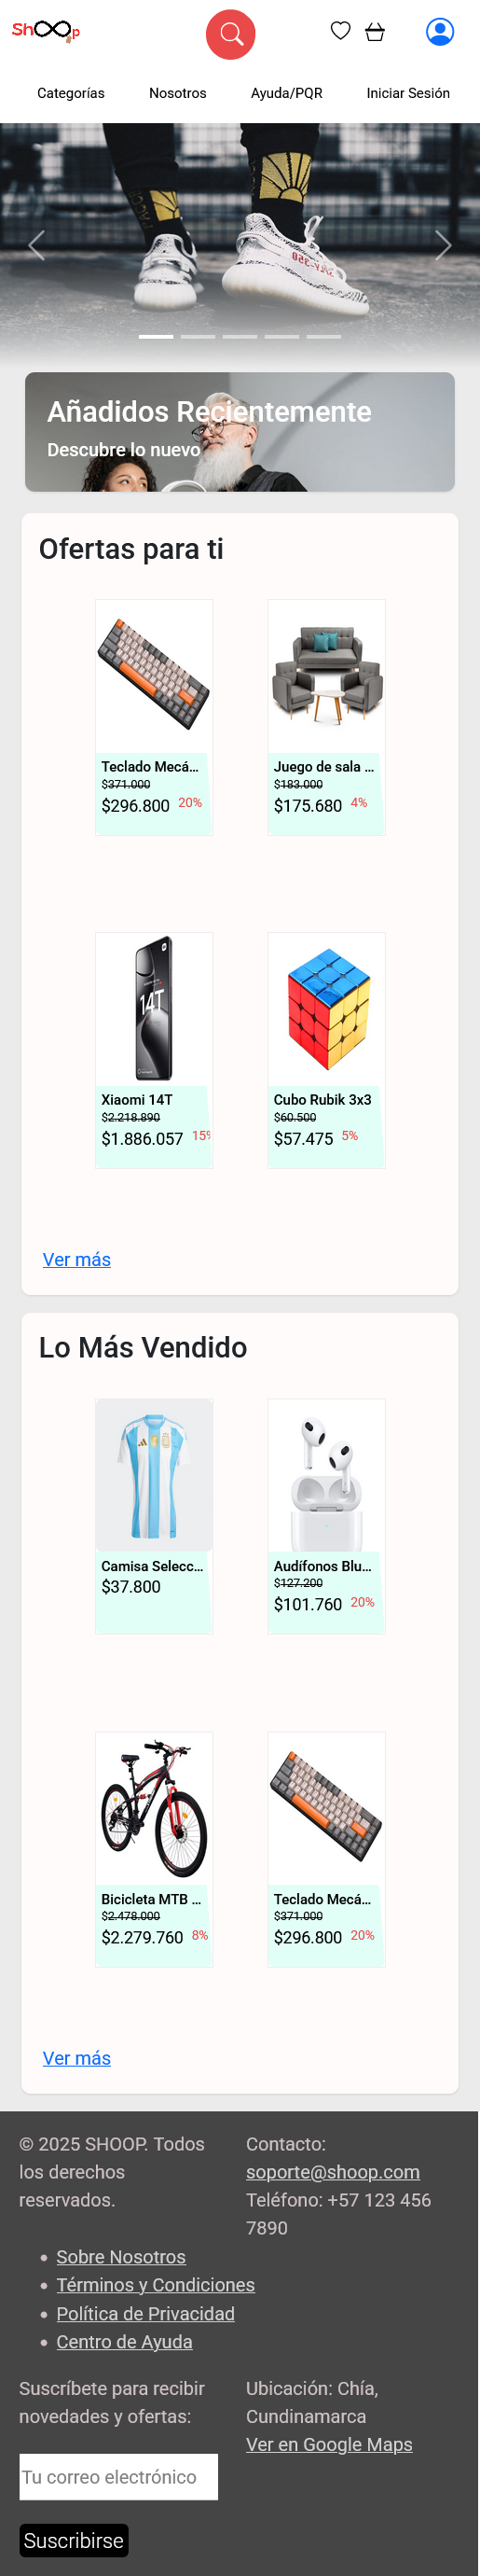 ShOOp
Categorías Nosotros Ayuda/PQR Iniciar Sesión
Añadidos Recientemente
Descubre lo nuevo
Ofertas para ti
Teclado Mecá...
$371.000
$296.800 20%
Juego de sala ...
$183.000
$175.680 4%
14T
Xiaomi 14T
$2.218.890
$1.886.057 15%
Cubo Rubik 3x3
$60.500
$57.475 5%
Ver más
Lo Más Vendido
Camisa Selecc...
$37.800
Audífonos Blu...
$127.200
$101.760 20%
Bicicleta MTB ...
$2.478.000
$2.279.760 8%
Teclado Mecá...
$371.000
$296.800 20%
Ver más
© 2025 SHOOP. Todos
los derechos
reservados.
Contacto:
soporte@shoop.com
Teléfono: +57 123 456
7890
Sobre Nosotros
Términos y Condiciones
Política de Privacidad
Centro de Ayuda
Suscríbete para recibir
novedades y ofertas:
Tu correo electrónico
Suscribirse
Ubicación: Chía,
Cundinamarca
Ver en Google Maps